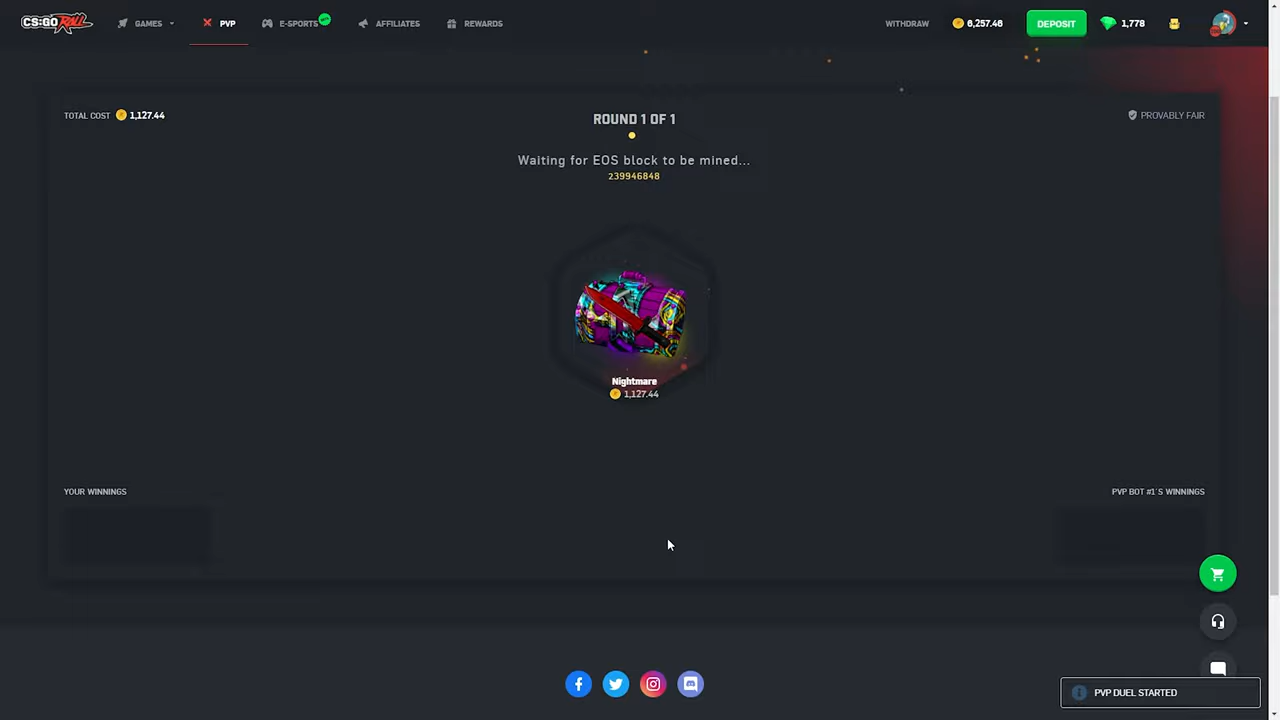 CS:GO ROLL
GAMES
PVP
E-SPORTS
AFFILIATES
REWARDS
WITHDRAW
6,257.46
DEPOSIT
1,778
TOTAL COST 1,127.44
ROUND 1 OF 1
PROVABLY FAIR
Waiting for EOS block to be mined...
239946848
Nightmare
1,127.44
YOUR WINNINGS
PVP BOT #1'S WINNINGS
PVP DUEL STARTED